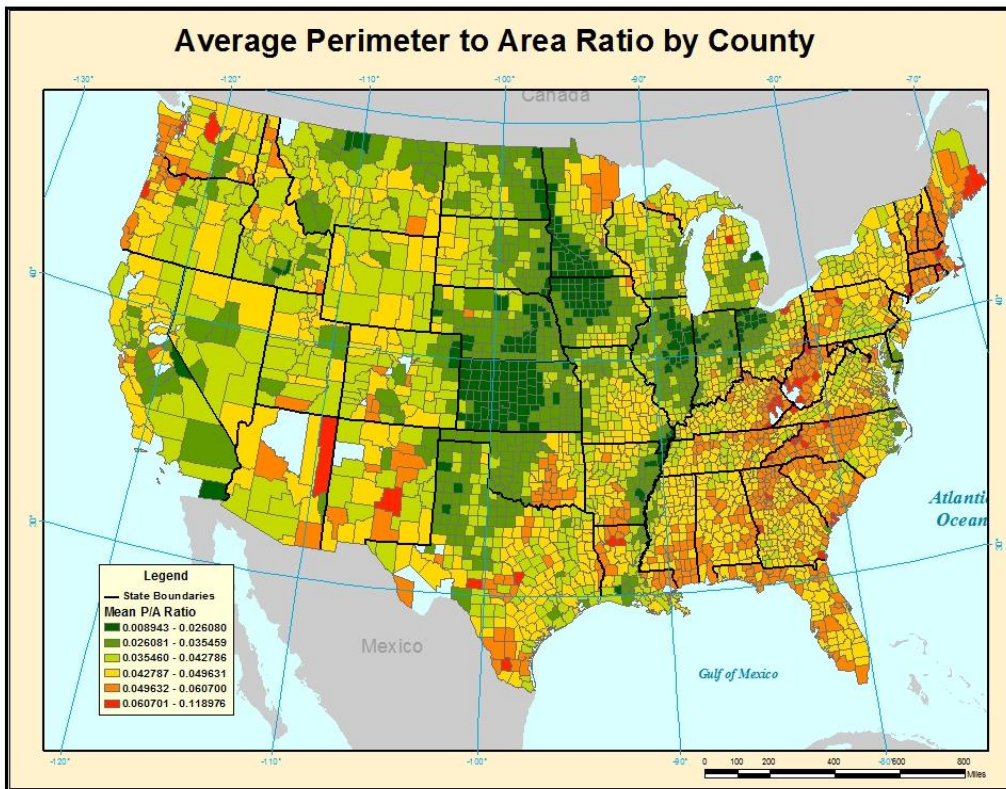 Average Perimeter to Area Ratio by County
-130°
-120°
-110°
-100°
-90°
-80°
-70°
Canada
40°
40°
Atlantic
Ocean
30°
30°
Legend
State Boundaries
Mean P/A Ratio
0.008943 - 0.026080
0.026081 - 0.035459
0.035460 - 0.042786
0.042787 - 0.049631
0.049632 - 0.060700
0.060701 - 0.118976
Mexico
Gulf of Mexico
-120°
-110°
-100°
-90°
-80°
0 100 200 400 600 800
Miles